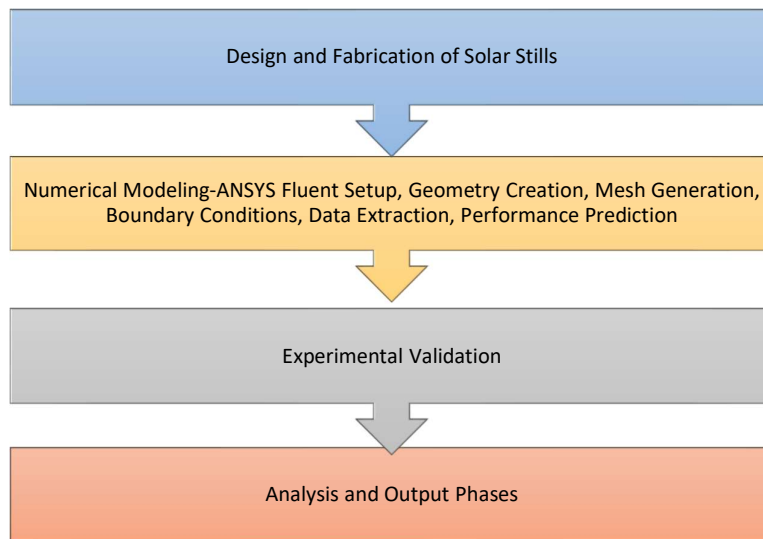 Design and Fabrication of Solar Stills
Numerical Modeling-ANSYS Fluent Setup, Geometry Creation, Mesh Generation,
Boundary Conditions, Data Extraction, Performance Prediction
Experimental Validation
Analysis and Output Phases